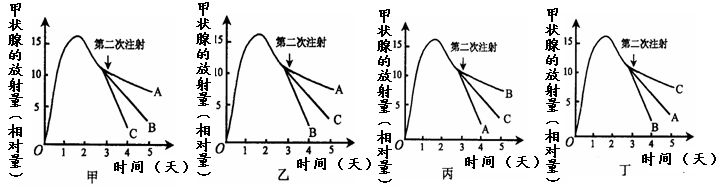 甲状腺的放射量（相对量）
15
10
5
O
1 2 3 4 5
第二次注射
A
B
C
时间（天）
甲
甲状腺的放射量（相对量）
15
10
5
O
1 2 3 4 5
第二次注射
A
C
B
时间（天）
乙
甲状腺的放射量（相对量）
15
10
5
O
1 2 3 4 5
第二次注射
B
C
A
时间（天）
丙
甲状腺的放射量（相对量）
15
10
5
O
1 2 3 4 5
第二次注射
C
A
B
时间（天）
丁